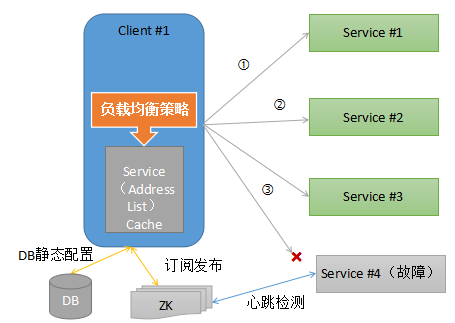 Client #1
负载均衡策略
Service
（Address
List）
Cache
①
②
③
Service #1
Service #2
Service #3
Service #4（故障）
DB静态配置
订阅发布
心跳检测
DB
ZK